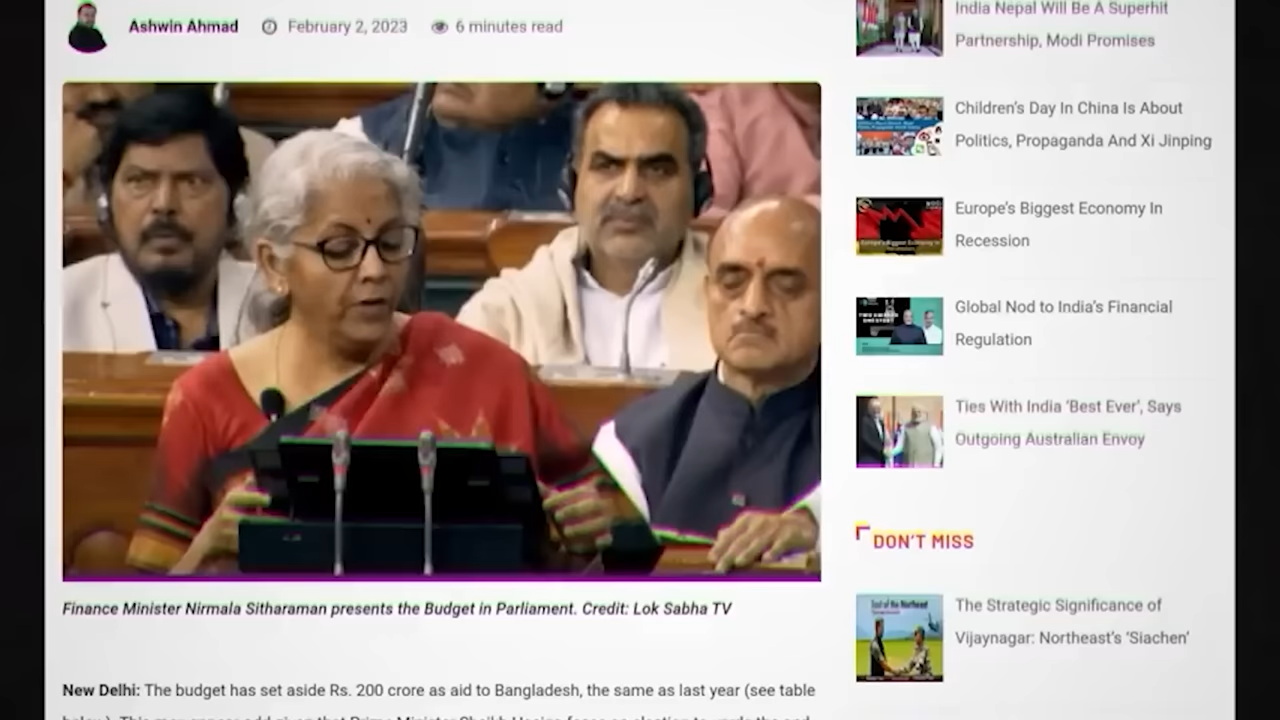 Ashwin Ahmad February 2, 2023 6 minutes read
Finance Minister Nirmala Sitharaman presents the Budget in Parliament. Credit: Lok Sabha TV
New Delhi: The budget has set aside Rs. 200 crore as aid to Bangladesh, the same as last year (see table
India Nepal Will Be A Superhit
Partnership, Modi Promises
Children's Day In China Is About
Politics, Propaganda And Xi Jinping
Europe's Biggest Economy In
Recession
Global Nod to India's Financial
Regulation
Ties With India 'Best Ever', Says
Outgoing Australian Envoy
DON'T MISS
The Strategic Significance of
Vijaynagar: Northeast's 'Siachen'